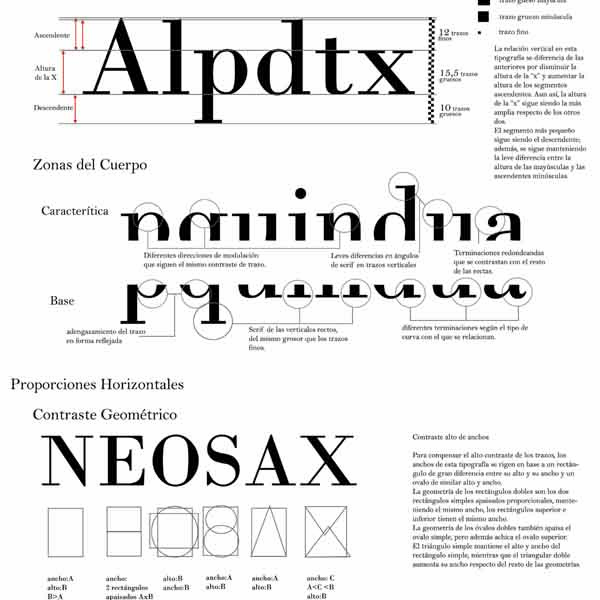 trazo grueso mayúscula
trazo grueso minúscula
trazo fino
Ascendente
Altura
de la X
Descendente
Alpdtx
12 trazos
finos
15,5 trazos
gruesos
10 trazos
gruesos
La relación vertical en esta
tipografía se diferencia de las
anteriores por disminuir la
altura de la "x" y aumentar la
altura de los segmentos
ascendentes. Aun así, la altura
de la "x" sigue siendo la más
amplia respecto de los otros
dos.
El segmento más pequeño
sigue siendo el descendente;
además, se sigue manteniendo
la leve diferencia entre la
altura de las mayúsculas y las
ascendentes minúsculas.
Zonas del Cuerpo
Característica
pquindua
Diferentes direcciones de modulación
que siguen el mismo contraste de trazo.
Leves diferencias en ángulos
de serif en trazos verticales
Terminaciones redondeandas
que se contrastan con el resto
de las rectas.
Base
pquindua
adengazamiento del trazo
en forma reflejada
Serif de las verticales rectos,
del mismo grosor que los trazos
finos.
diferentes terminaciones según el tipo de
curva con el que se relacionan.
Proporciones Horizontales
Contraste Geométrico
NEOSAX
ancho:A
alto:B
B>A
ancho:
2 rectángulos
apaisados AxB
alto:B
ancho:B
ancho:A
alto:B
ancho:A
alto:B
ancho: C
A<C <B
alto:B
Contraste alto de anchos
Para compensar el alto contraste de los trazos, los
anchos de esta tipografía se rigen en base a un rectán-
gulo de gran diferencia entre su alto y su ancho y un
ovalo de similar alto y ancho.
La geometría de los rectángulos dobles son los dos
rectángulos simples apaisados proporcionales, mante-
niendo el mismo ancho, los rectángulos superior e
inferior tienen el mismo ancho.
La geometría de los óvalos dobles también apaisa el
ovalo simple, pero además achica el ovalo superior.
El triángulo simple mantiene el alto y ancho del
rectángulo simple, mientras que el triangular doble
aumenta su ancho respecto del resto de las geometrías